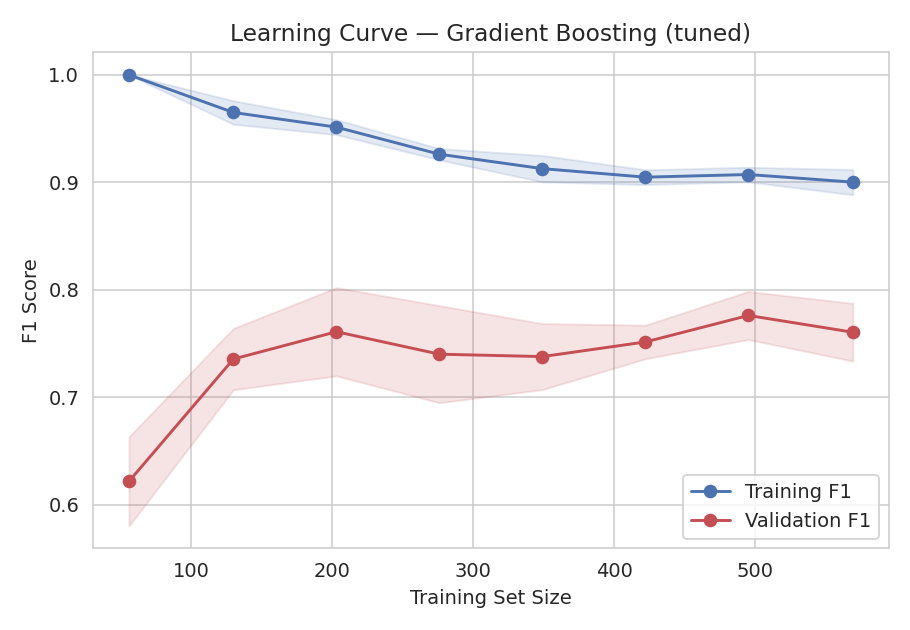 Learning Curve — Gradient Boosting (tuned)
1.0
0.9
0.8
0.7
0.6
F1 Score
100
200
300
400
500
Training Set Size
Training F1
Validation F1